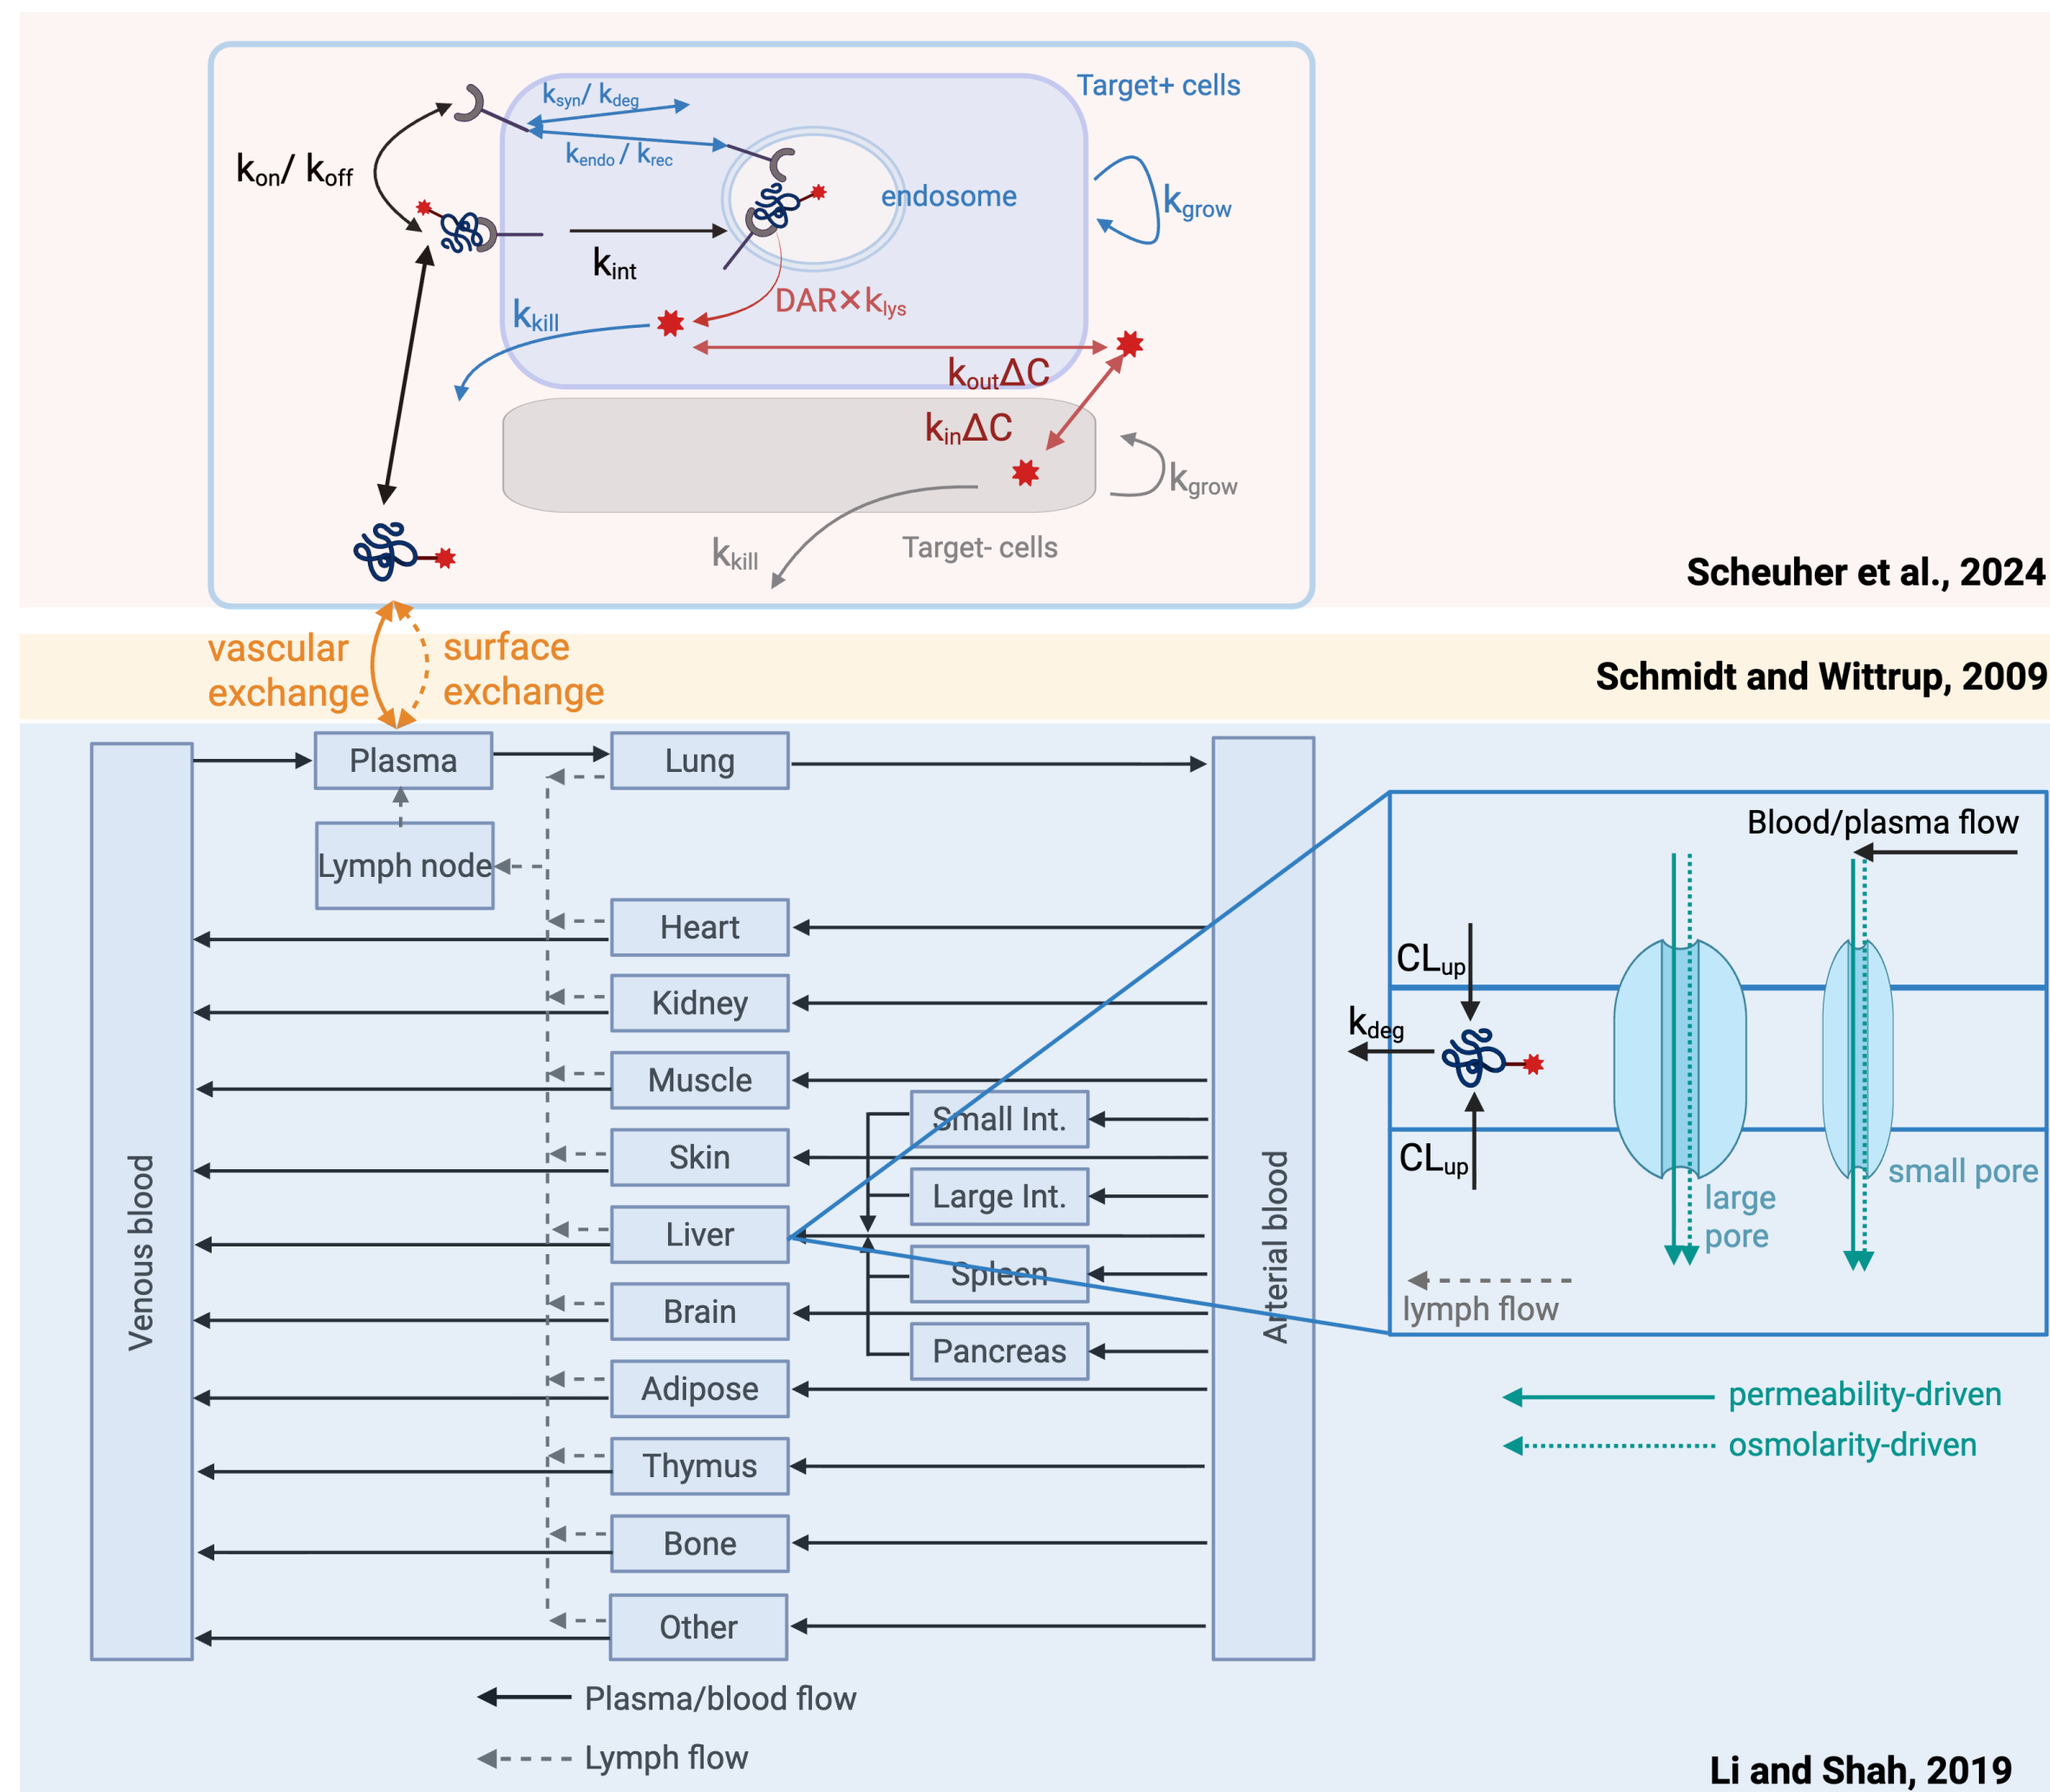 Target+ cells
ksyn/ kdeg
kendo / krec
kon/ koff
endosome
kgrow
kint
DAR×klys
kkill
koutΔC
kinΔC
kgrow
kkill
Target- cells
Scheuher et al., 2024
vascular
exchange
surface
exchange
Schmidt and Wittrup, 2009
Plasma
Lung
Lymph node
Heart
Kidney
Muscle
Small Int.
Skin
Large Int.
Liver
Spleen
Brain
Pancreas
Adipose
Thymus
Bone
Other
Venous blood
Arterial blood
Blood/plasma flow
CLup
kdeg
CLup
small pore
large
pore
lymph flow
permeability-driven
osmolarity-driven
Plasma/blood flow
Lymph flow
Li and Shah, 2019